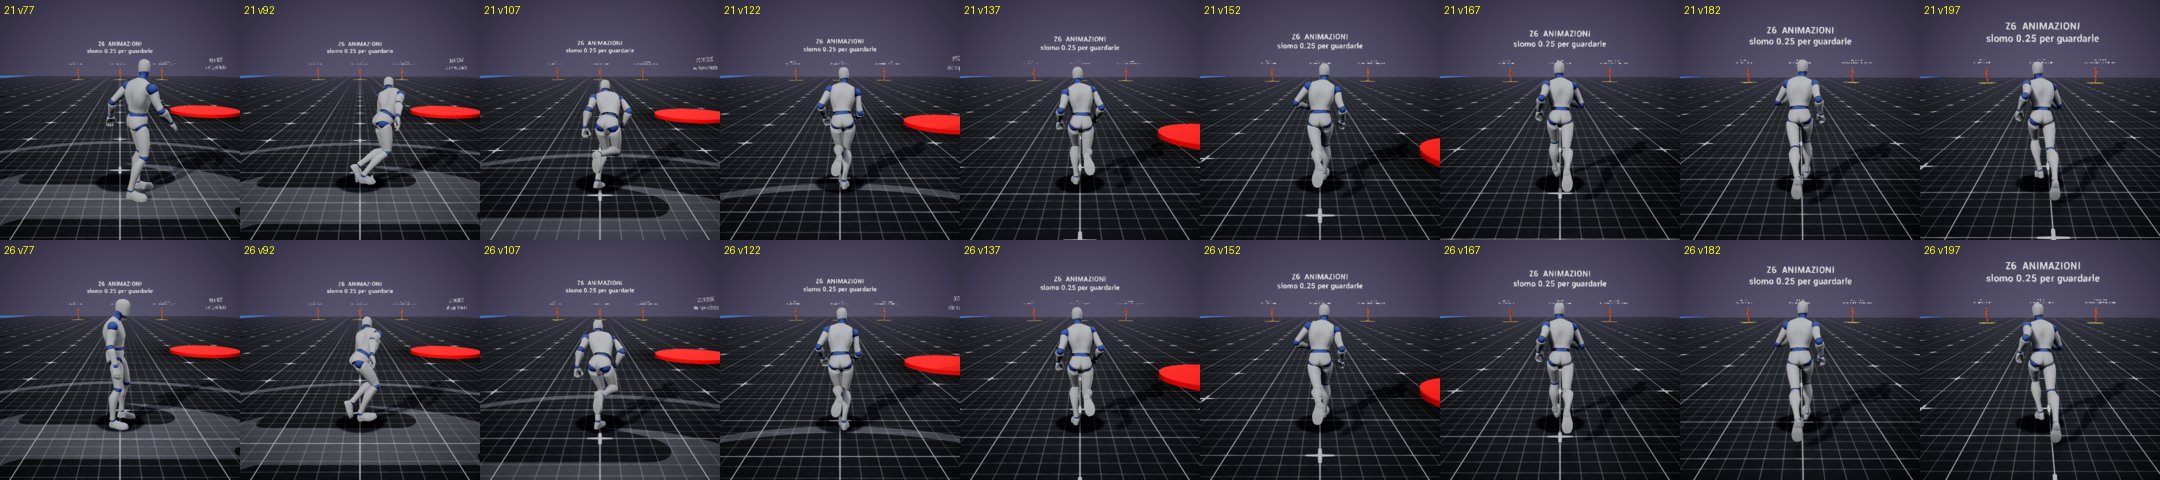 21 v77
Z6 ANIMAZIONI
slomo 0.25 per guardarle
21 v92
Z6 ANIMAZIONI
slomo 0.25 per guardarle
21 v107
Z6 ANIMAZIONI
slomo 0.25 per guardarle
21 v122
Z6 ANIMAZIONI
slomo 0.25 per guardarle
21 v137
Z6 ANIMAZIONI
slomo 0.25 per guardarle
21 v152
Z6 ANIMAZIONI
slomo 0.25 per guardarle
21 v167
Z6 ANIMAZIONI
slomo 0.25 per guardarle
21 v182
Z6 ANIMAZIONI
slomo 0.25 per guardarle
21 v197
Z6 ANIMAZIONI
slomo 0.25 per guardarle
26 v77
Z6 ANIMAZIONI
slomo 0.25 per guardarle
26 v92
Z6 ANIMAZIONI
slomo 0.25 per guardarle
26 v107
Z6 ANIMAZIONI
slomo 0.25 per guardarle
26 v122
Z6 ANIMAZIONI
slomo 0.25 per guardarle
26 v137
Z6 ANIMAZIONI
slomo 0.25 per guardarle
26 v152
Z6 ANIMAZIONI
slomo 0.25 per guardarle
26 v167
Z6 ANIMAZIONI
slomo 0.25 per guardarle
26 v182
Z6 ANIMAZIONI
slomo 0.25 per guardarle
26 v197
Z6 ANIMAZIONI
slomo 0.25 per guardarle